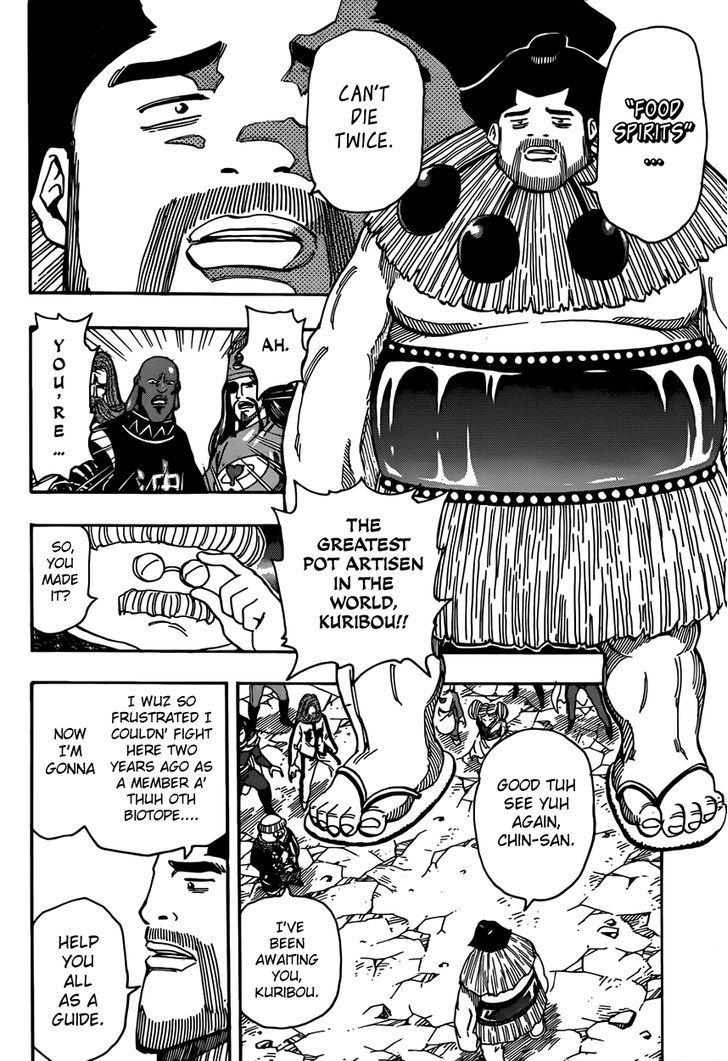 "FOOD
SPIRITS"
...
CAN'T
DIE
TWICE.
AH.
YOU'RE...
THE
GREATEST
POT ARTISEN
IN THE
WORLD,
KURIBOU!!
SO,
YOU
MADE
IT?
GOOD TUH
SEE YUH
AGAIN,
CHIN-SAN.
I'VE
BEEN
AWAITING
YOU,
KURIBOU.
I WUZ SO
FRUSTRATED I
COULDN' FIGHT
HERE TWO
YEARS AGO AS
A MEMBER A'
THUH 0TH
BIOTOPE....
NOW
I'M
GONNA
HELP
YOU
ALL
AS A
GUIDE.